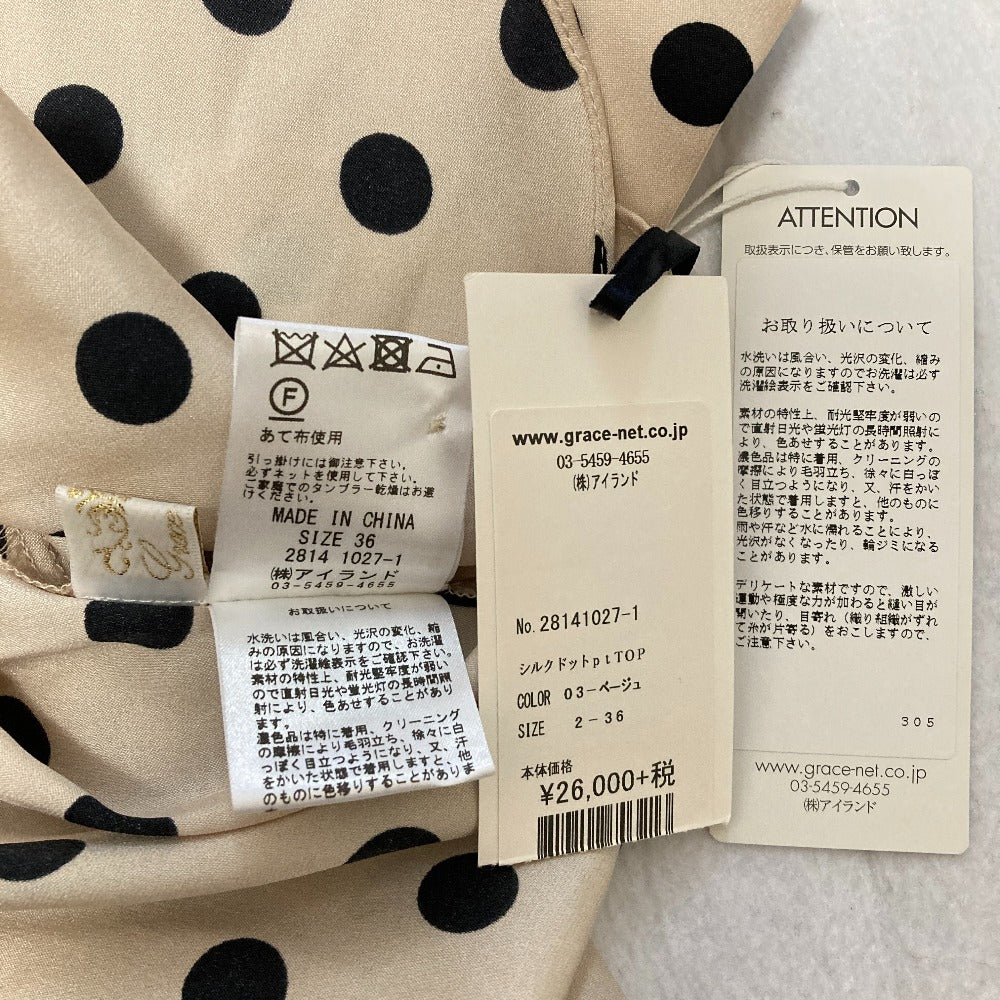 Grace
F
あて布使用
引っ掛けには御注意下さい。
必ずネットを使用して下さい。
ご家庭でのタンブラー乾燥はお避
けください。
MADE IN CHINA
SIZE 36
2814 1027-1
(株)アイランド
03-5459-4655
お取扱いについて
水洗いは風合い、光沢の変化、縮
みの原因になりますので、お洗濯
は必ず洗濯絵表示をご確認下さい。
素材の特性上、耐光堅牢度が弱い
ので直射日光や蛍光灯の長時間照
射により、色あせすることがあり
ます。
濃色品は特に着用、クリーニング
の摩擦により毛羽立ち、徐々に白
っぽく目立つようになり、又、汗
をかいた状態で着用しますと、他
のものに色移りすることがありま
す。
www.grace-net.co.jp
03-5459-4655
(株)アイランド
No. 28141027-1
シルクドットptTOP
COLOR 03-ベージュ
SIZE 2-36
本体価格
¥26,000+税
ATTENTION
取扱表示につき、保管をお願い致します。
お取り扱いについて
水洗いは風合い、光沢の変化、縮み
の原因になりますのでお洗濯は必ず
洗濯絵表示をご確認下さい。
素材の特性上、耐光堅牢度が弱いの
で直射日光や蛍光灯の長時間照射に
より、色あせすることがあります。
濃色品は特に着用、クリーニングの
摩擦により毛羽立ち、徐々に白っぽ
く目立つようになり、又、汗をかい
た状態で着用しますと、他のものに
色移りすることがあります。
雨や汗など水に濡れることにより、
光沢がなくなったり、輪ジミになる
ことがあります。
デリケートな素材ですので、激しい
運動や極度な力が加わると縫い目が
開いたり、目寄れ(織り組織がずれ
て糸が片寄る)をおこしますので、
ご注意下さい。
305
www.grace-net.co.jp
03-5459-4655
(株)アイランド